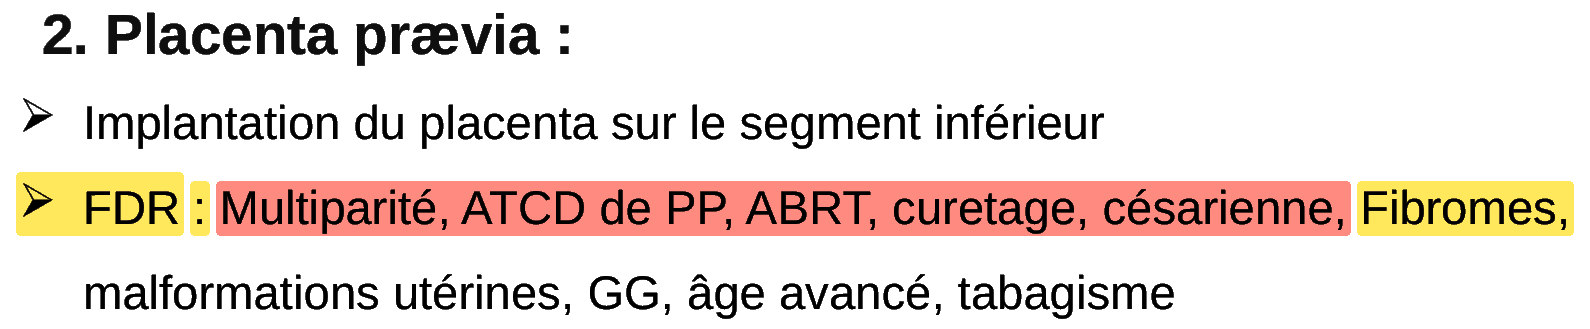 2. Placenta prævia :
➢ Implantation du placenta sur le segment inférieur
➢ FDR : Multiparité, ATCD de PP, ABRT, curetage, césarienne, Fibromes,
malformations utérines, GG, âge avancé, tabagisme